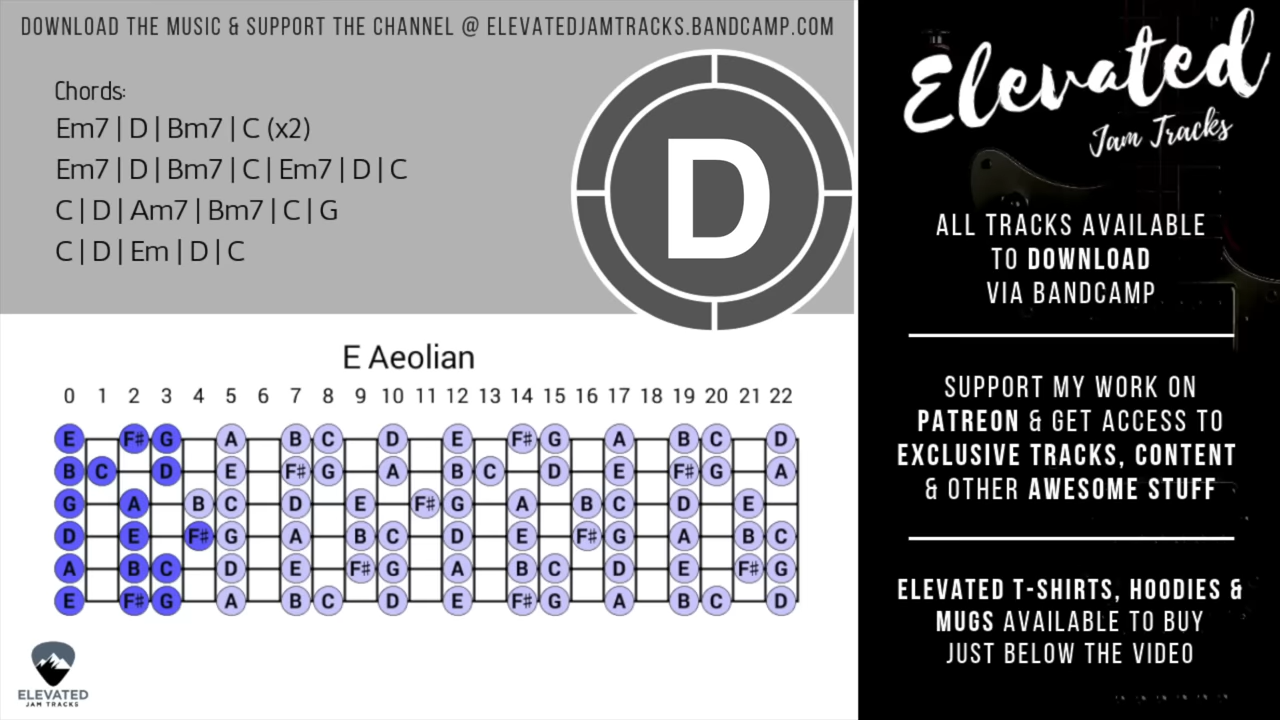 DOWNLOAD THE MUSIC & SUPPORT THE CHANNEL @ ELEVATEDJAMTRACKS.BANDCAMP.COM
Chords:
Em7 | D | Bm7 | C (x2)
Em7 | D | Bm7 | C | Em7 | D | C
C | D | Am7 | Bm7 | C | G
C | D | Em | D | C
D
E Aeolian
0 1 2 3 4 5 6 7 8 9 10 11 12 13 14 15 16 17 18 19 20 21 22
E F# G A B C D E F# G A B C D
B C D E F# G A B C D E F# G A
G A B C D E F# G A B C D E
D E F# G A B C D E F# G A B C
A B C D E F# G A B C D E F# G
E F# G A B C D E F# G A B C D
ELEVATED
JAM TRACKS
Elevated
Jam Tracks
ALL TRACKS AVAILABLE
TO DOWNLOAD
VIA BANDCAMP
SUPPORT MY WORK ON
PATREON & GET ACCESS TO
EXCLUSIVE TRACKS, CONTENT
& OTHER AWESOME STUFF
ELEVATED T-SHIRTS, HOODIES &
MUGS AVAILABLE TO BUY
JUST BELOW THE VIDEO